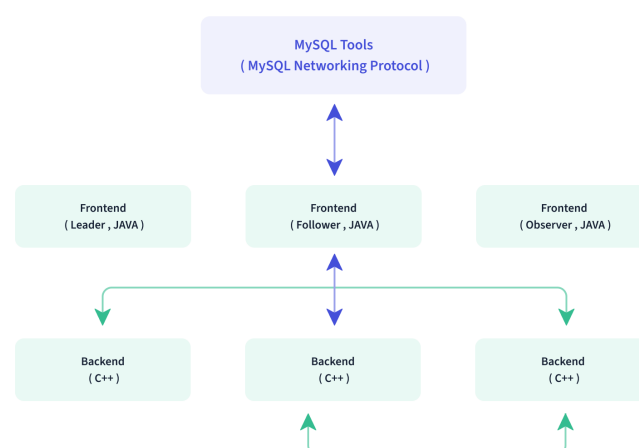 MySQL Tools
( MySQL Networking Protocol )
Frontend
( Leader , JAVA )
Frontend
( Follower , JAVA )
Frontend
( Observer , JAVA )
Backend
( C++ )
Backend
( C++ )
Backend
( C++ )